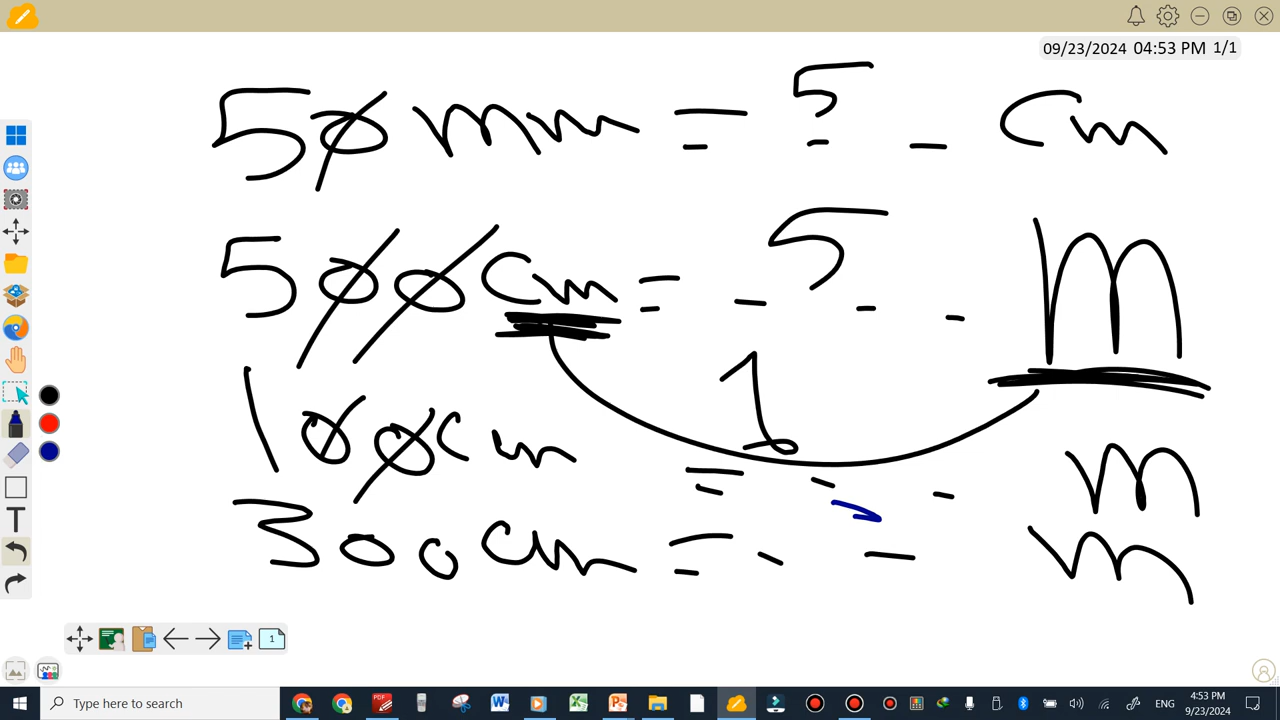 09/23/2024 04:53 PM 1/1
50 mm = 5 cm
500 cm = 5 m
100 cm = 1 m
300 cm = m
T
1
Type here to search
ENG
4:53 PM
9/23/2024